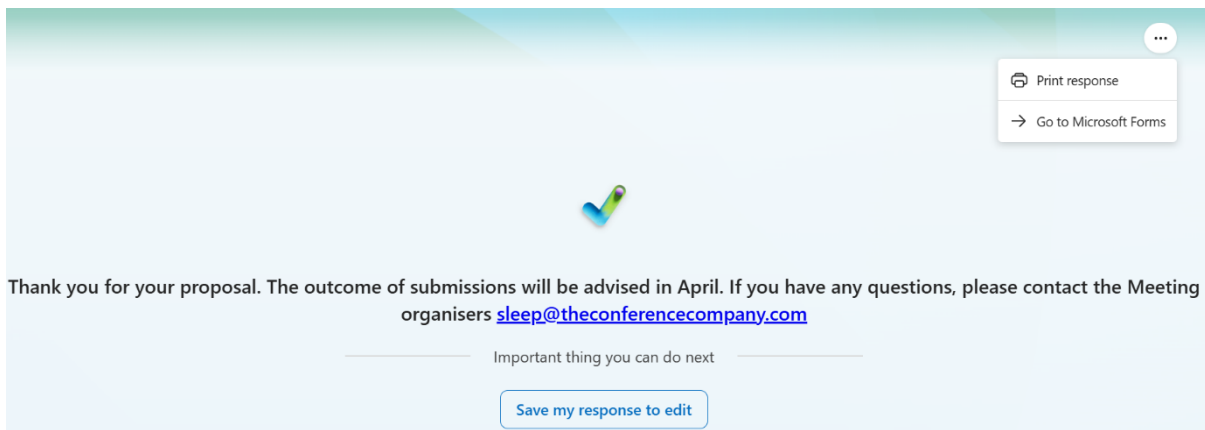 ...
Print response
Go to Microsoft Forms
Thank you for your proposal. The outcome of submissions will be advised in April. If you have any questions, please contact the Meeting
organisers sleep@theconferencecompany.com
Important thing you can do next
Save my response to edit